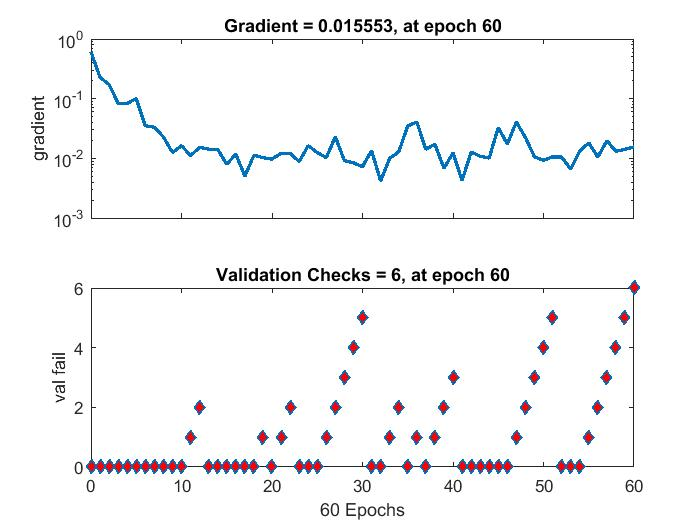 Gradient = 0.015553, at epoch 60
10^0
10^-1
10^-2
10^-3
gradient
Validation Checks = 6, at epoch 60
6
4
2
0
val fail
0 10 20 30 40 50 60
60 Epochs